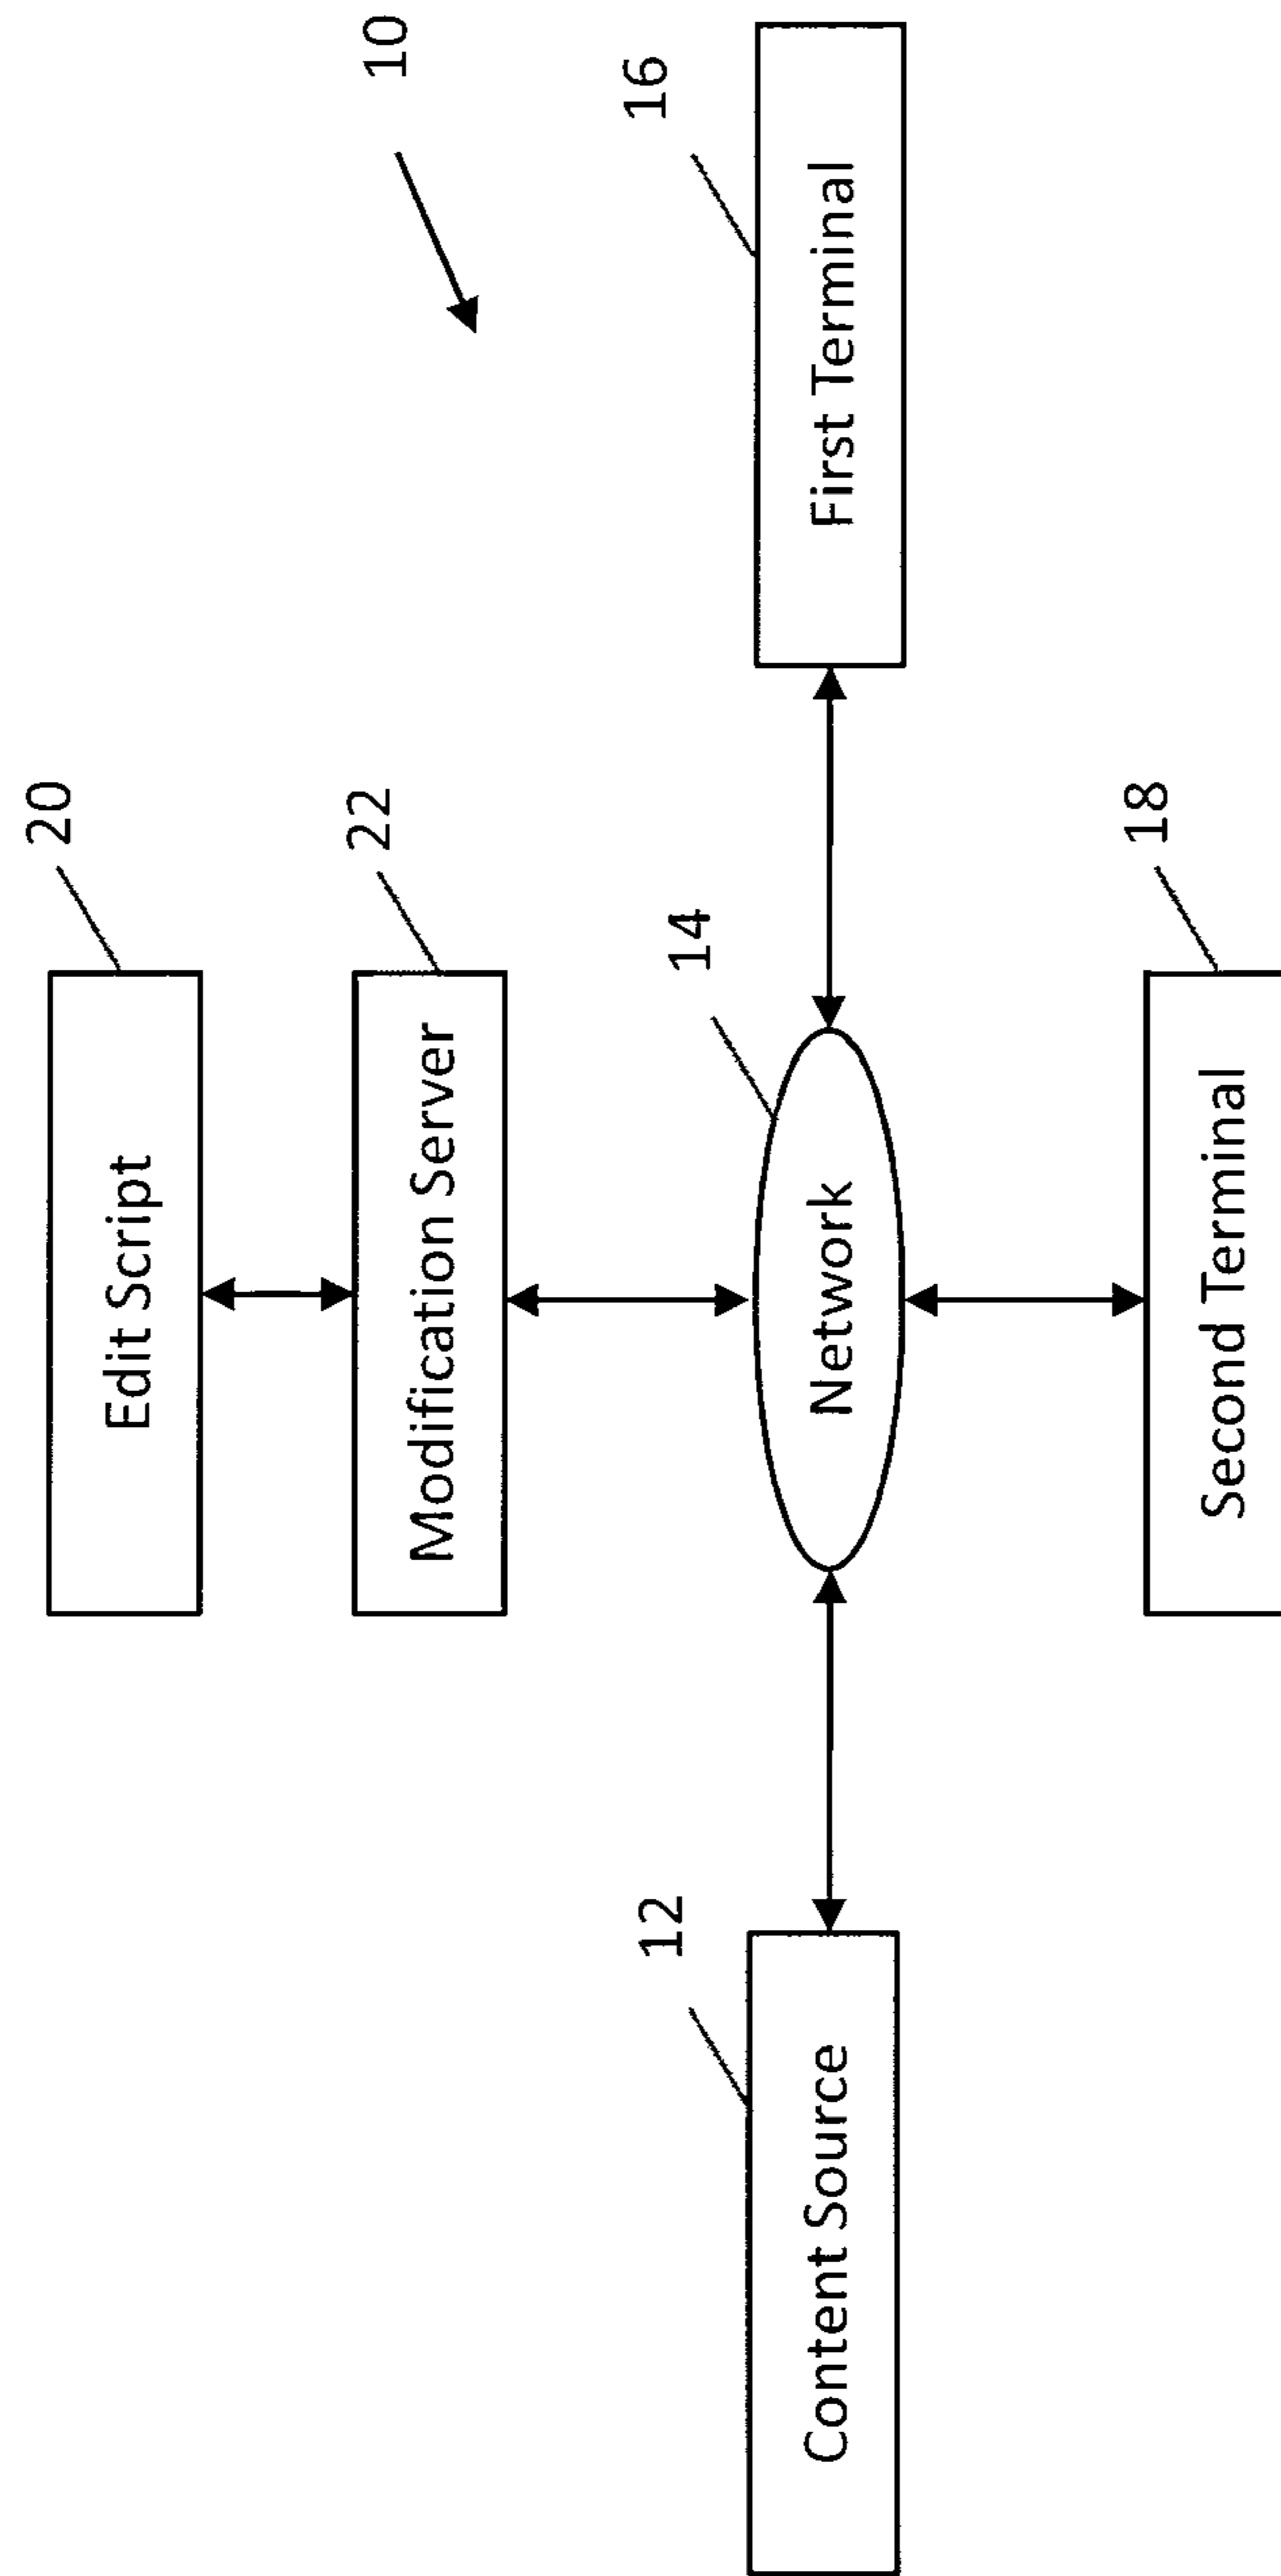 20
Edit Script
10
22
Modification Server
12
14
16
Content Source
Network
First Terminal
18
Second Terminal